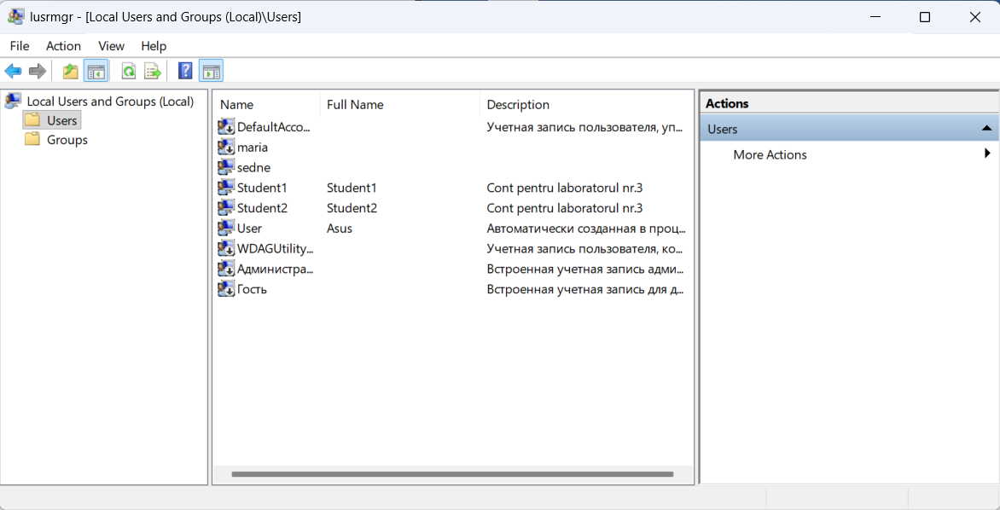 lusrmgr - [Local Users and Groups (Local)\Users]
File Action View Help
Local Users and Groups (Local)
Users
Groups
Name Full Name Description
DefaultAcco... Учетная запись пользователя, уп...
maria
sedne
Student1 Student1 Cont pentru laboratorul nr.3
Student2 Student2 Cont pentru laboratorul nr.3
User Asus Автоматически созданная в проц...
WDAGUtility... Учетная запись пользователя, ко...
Администра... Встроенная учетная запись адми...
Гость Встроенная учетная запись для д...
Actions
Users
More Actions